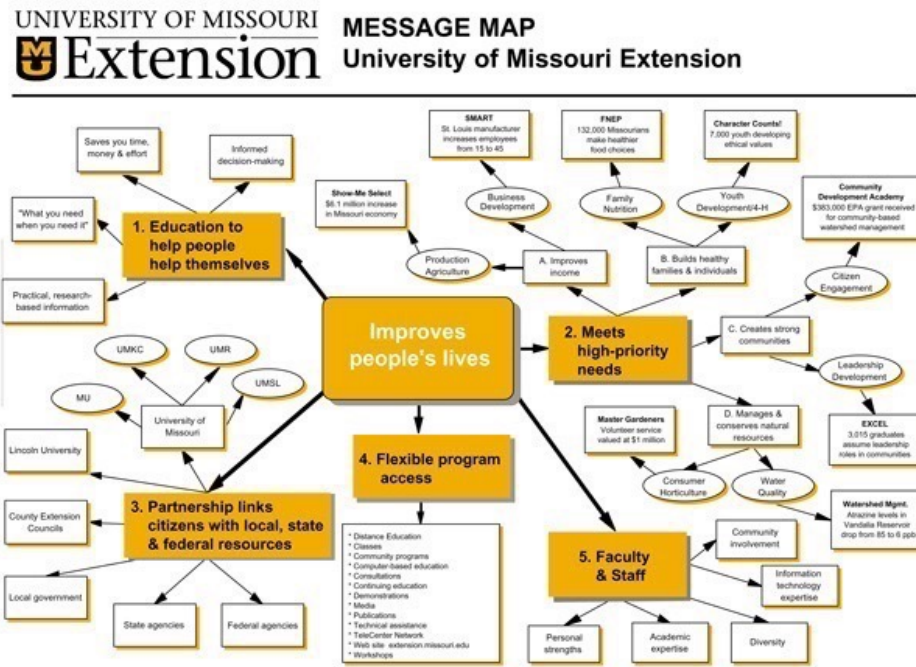 UNIVERSITY OF MISSOURI
MU Extension
MESSAGE MAP
University of Missouri Extension
Improves
people's lives
1. Education to
help people
help themselves
Saves you time,
money & effort
Informed
decision-making
"What you need
when you need it"
Practical, research-
based information
2. Meets
high-priority
needs
A. Improves
income
Production
Agriculture
Show-Me Select
$6.1 million increase
in Missouri economy
Business
Development
SMART
St. Louis manufacturer
increases employees
from 15 to 45
B. Builds healthy
families & individuals
Family
Nutrition
FNEP
132,000 Missourians
make healthier
food choices
Youth
Development/4-H
Character Counts!
7,000 youth developing
ethical values
C. Creates strong
communities
Citizen
Engagement
Community
Development Academy
$383,000 EPA grant received
for community-based
watershed management
Leadership
Development
EXCEL
3,015 graduates
assume leadership
roles in communities
D. Manages &
conserves natural
resources
Consumer
Horticulture
Master Gardeners
Volunteer service
valued at $1 million
Water
Quality
Watershed Mgmt.
Atrazine levels in
Vandalia Reservoir
drop from 85 to 6 ppb
3. Partnership links
citizens with local, state
& federal resources
University of
Missouri
MU
UMKC
UMR
UMSL
Lincoln University
County Extension
Councils
Local government
State agencies
Federal agencies
4. Flexible program
access
* Distance Education
* Classes
* Community programs
* Computer-based education
* Consultations
* Continuing education
* Demonstrations
* Media
* Publications
* Technical assistance
* TeleCenter Network
* Web site extension.missouri.edu
* Workshops
5. Faculty
& Staff
Community
involvement
Information
technology
expertise
Personal
strengths
Academic
expertise
Diversity